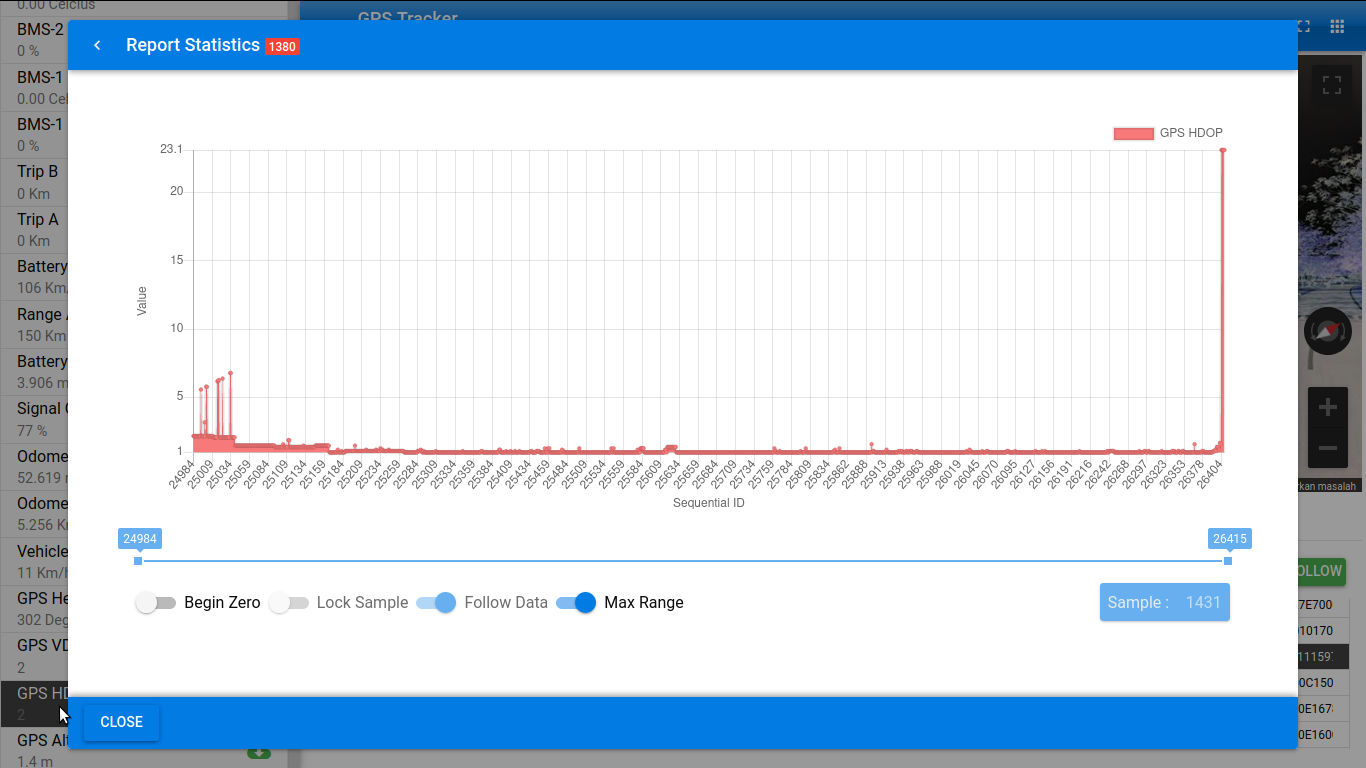 0.00 Celcius
BMS-2
0 %
BMS-1
0.00 Cel
BMS-1
0 %
Trip B
0 Km
Trip A
0 Km
Battery
106 Km
Range
150 Km
Battery
3.906 m
Signal
77 %
Odome
52.619
Odome
5.256 K
Vehicle
11 Km/h
GPS He
302 Deg
GPS VD
2
GPS HD
2
GPS Alt
1.4 m
GPS Tracker
Report Statistics 1380
GPS HDOP
23.1
20
15
10
5
1
Value
24984 25009 25034 25059 25084 25109 25134 25159 25184 25209 25234 25259 25284 25309 25334 25359 25384 25409 25434 25459 25484 25509 25534 25559 25584 25609 25634 25659 25684 25709 25734 25759 25784 25809 25834 25862 25888 25913 25938 25963 25988 26019 26045 26070 26095 26127 26156 26191 26216 26242 26268 26297 26323 26353 26378 26404
Sequential ID
24984 26415
Begin Zero Lock Sample Follow Data Max Range Sample : 1431
CLOSE
rkan masalah
OLLOW
7E700
10170
11159
0C150
0E167
0E160